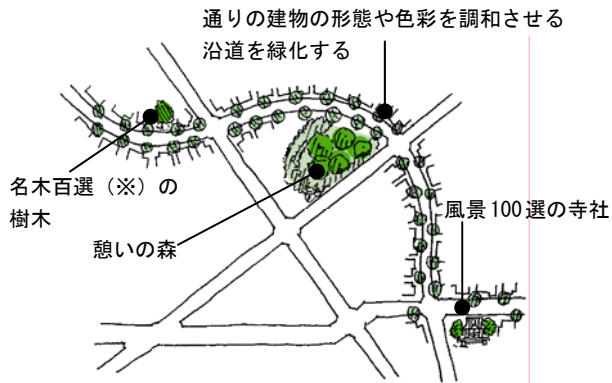 通りの建物の形態や色彩を調和させる
沿道を緑化する
名木百選（※）の
樹木
憩いの森
風景100選の寺社